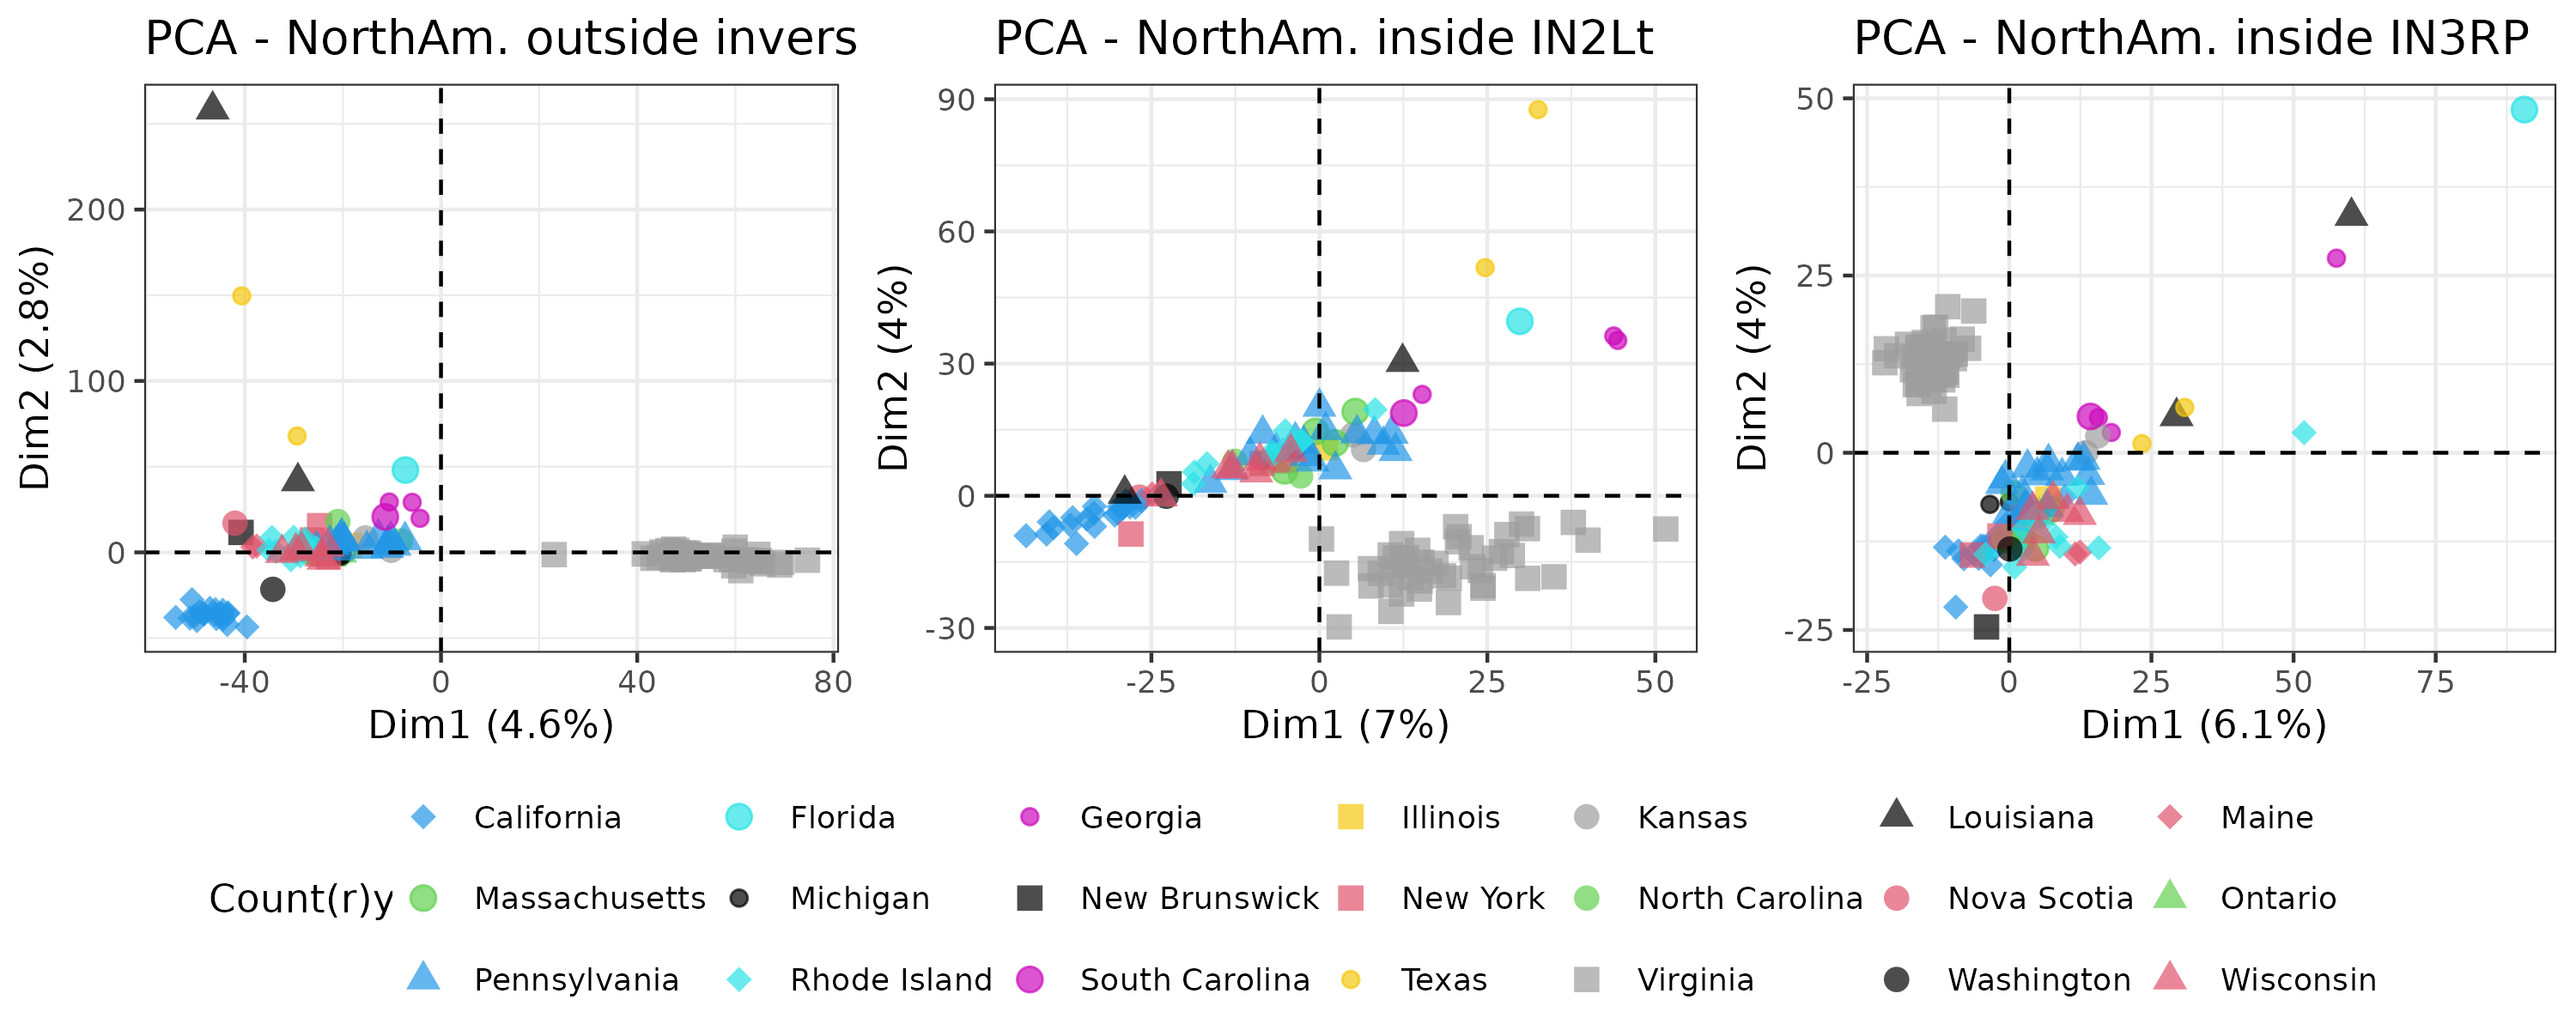 PCA - NorthAm. outside invers
PCA - NorthAm. inside IN2Lt
PCA - NorthAm. inside IN3RP
Dim2 (2.8%)
200
100
0
-40
0
40
80
Dim1 (4.6%)
Dim2 (4%)
90
60
30
0
-30
-25
0
25
50
Dim1 (7%)
Dim2 (4%)
50
25
0
-25
-25
0
25
50
75
Dim1 (6.1%)
Count(r)y
California
Florida
Georgia
Illinois
Kansas
Louisiana
Maine
Massachusetts
Michigan
New Brunswick
New York
North Carolina
Nova Scotia
Ontario
Pennsylvania
Rhode Island
South Carolina
Texas
Virginia
Washington
Wisconsin